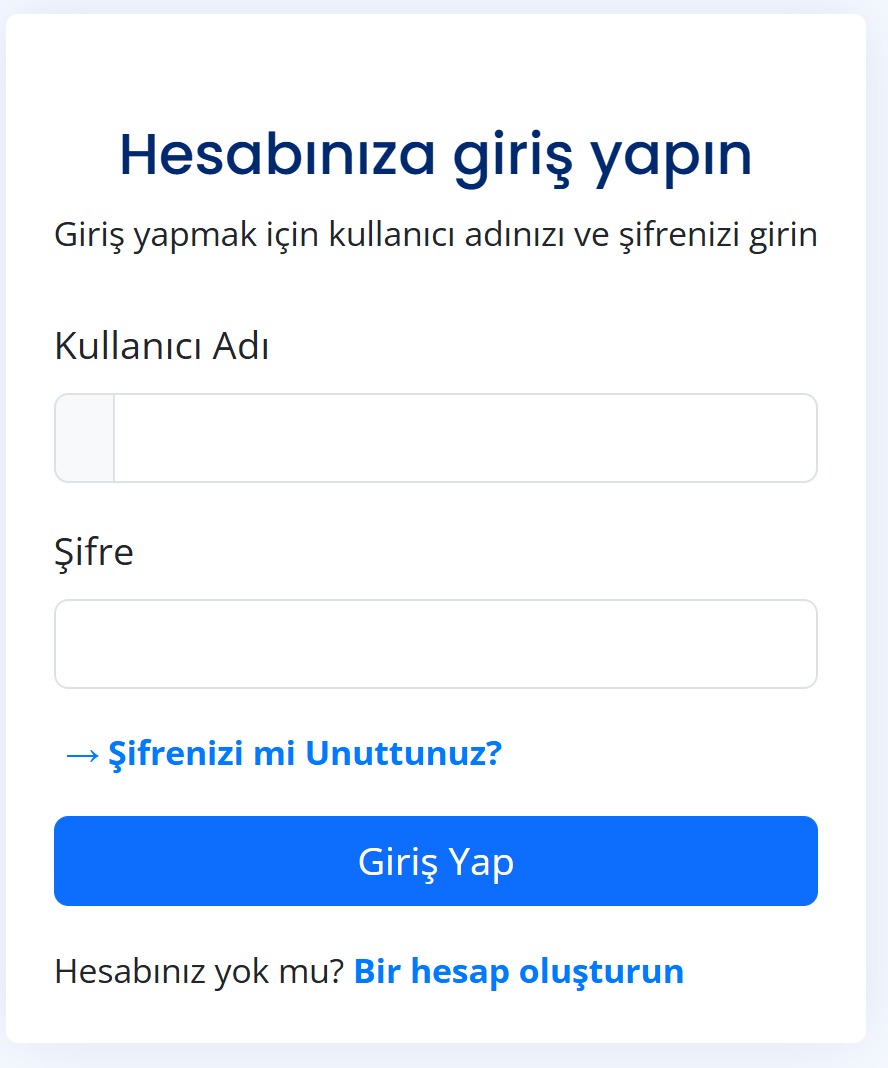 Hesabınıza giriş yapın
Giriş yapmak için kullanıcı adınızı ve şifrenizi girin
Kullanıcı Adı
Şifre
→ Şifrenizi mi Unuttunuz?
Giriş Yap
Hesabınız yok mu? Bir hesap oluşturun